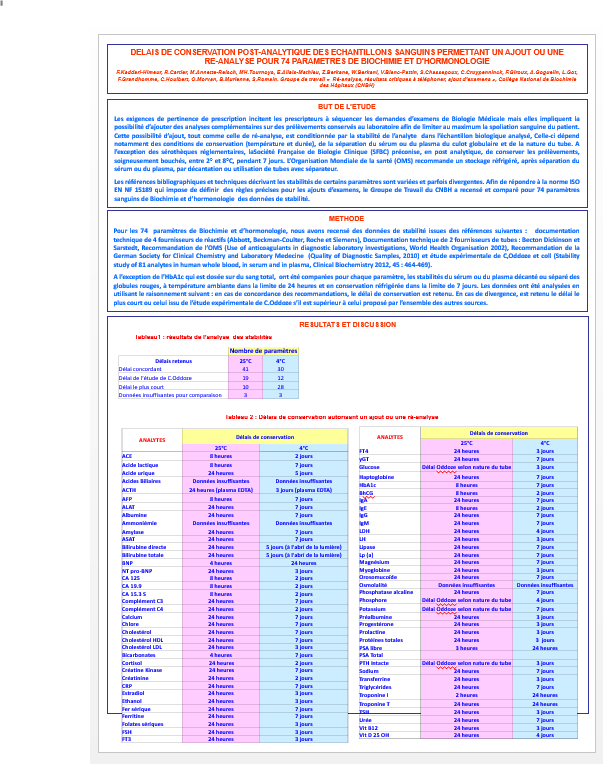 DELAIS DE CONSERVATION POST-ANALYTIQUE DES ECHANTILLONS SANGUINS PERMETTANT UN AJOUT OU UNE
RE-ANALYSE POUR 74 PARAMETRES DE BIOCHIMIE ET D'HORMONOLOGIE
F.Kadderi-Hmeur, R.Cartier, M.Annette-Reisch, MH.Tournoys, E.Allais-Mathieu, Z.Berkane, W.Berkani, V.Blanc-Pattin, S.Chassepoux, C.Cruypenninck, F.Giroux, A.Goguelin, L.Got,
F.Grandhomme, C.Houlbert, O.Morvan, B.Murienne, S.Romain. Groupe de travail « Ré-analyse, résultats critiques à téléphoner, ajout d'examens », Collège National de Biochimie
des Hôpitaux (CNBH)
BUT DE L'ETUDE
Les exigences de pertinence de prescription incitent les prescripteurs à séquencer les demandes d'examens de Biologie Médicale mais elles impliquent la
possibilité d'ajouter des analyses complémentaires sur des prélèvements conservés au laboratoire afin de limiter au maximum la spoliation sanguine du patient.
Cette possibilité d'ajout, tout comme celle de ré-analyse, est conditionnée par la stabilité de l'analyse dans l'échantillon biologique analysé, Celle-ci dépend
notamment des conditions de conservation (température et durée), de la séparation du sérum ou du plasma du culot globulaire et de la nature du tube. A
l'exception des sérothèques réglementaires, LaSociété Française de Biologie Clinique (SFBC) préconise, en post analytique, de conserver les prélèvements,
soigneusement bouchés, entre 2° et 8°C, pendant 7 jours. L'Organisation Mondiale de la santé (OMS) recommande un stockage réfrigéré, après séparation du
sérum ou du plasma, par décantation ou utilisation de tubes avec séparateur.
Les référentiels bibliographiques et techniques décrivant les stabilités de certains paramètres sont variées et parfois divergentes. Afin de répondre à la norme ISO
EN NF 15189 qui impose de définir des règles précises pour les ajouts d'examens, le Groupe de Travail du CNBH a recensé et comparé pour 74 paramètres
sanguins de Biochimie et d'hormonologie des données de stabilité.
METHODE
Pour les 74 paramètres de Biochimie et d'hormonologie, nous avons recensé des données de stabilité issues des références suivantes : documentation
technique de 4 fournisseurs de réactifs (Abbott, Beckman-Coulter, Roche et Siemens), Documentation technique de 2 fournisseurs de tubes : Becton Dickinson et
Sarstedt, Recommendation de l'OMS (Use of anticoagulants in diagnostic laboratory investigations, World Health Organisation 2002), Recommandation de la
German Society for Clinical Chemistry and Laboratory Medecine (Quality of Diagnostic Samples, 2010) et étude expérimentale de C,Oddoze et coll (Stability
study of 81 analytes in human whole blood, in serum and in plasma, Clinical Biochemistry 2012, 45 : 464-469).
A l'exception de l'HbA1c qui est dosée sur du sang total, ont été comparées pour chaque paramètre, les stabilités du sérum ou du plasma décanté ou séparé des
globules rouges, à température ambiante dans la limite de 24 heures et en conservation réfrigérée dans la limite de 7 jours. Les données ont été analysées en
utilisant le raisonnement suivant : en cas de concordance des recommandations, le délai de conservation est retenu. En cas de divergence, est retenu le délai le
plus court ou celui issu de l'étude expérimentale de C.Oddoze s'il est supérieur à celui proposé par l'ensemble des autres sources.
RESULTATS ET DISCUSSION
Tableau1 : résultats de l'analyse des stabilités
Nombre de paramètres
Délais retenus 25°C 4°C
Délai concordant 41 30
Délai de l'étude de C.Oddoze 19 12
Délai le plus court 10 28
Données insuffisantes pour comparaison 3 3
Tableau 2 : Délais de conservation autorisant un ajout ou une ré-analyse
ANALYTES Délais de conservation
25°C 4°C
ACE 8 heures 2 jours
Acide lactique 8 heures 7 jours
Acide urique 24 heures 5 jours
Acides Biliaires Données insuffisantes Données insuffisantes
ACTH 24 heures (plasma EDTA) 3 jours (plasma EDTA)
AFP 8 heures 7 jours
ALAT 24 heures 7 jours
Albumine 24 heures 7 jours
Ammoniémie Données insuffisantes Données insuffisantes
Amylase 24 heures 7 jours
ASAT 24 heures 7 jours
Bilirubine directe 24 heures 5 jours (à l'abri de la lumière)
Bilirubine totale 24 heures 5 jours (à l'abri de la lumière)
BNP 4 heures 24 heures
NT pro-BNP 24 heures 3 jours
CA 125 8 heures 2 jours
CA 19.9 8 heures 2 jours
CA 15.3 S 8 heures 2 jours
Complément C3 24 heures 3 jours
Complément C4 24 heures 2 jours
Calcium 24 heures 7 jours
Chlore 24 heures 7 jours
Cholestérol 24 heures 7 jours
Cholestérol HDL 24 heures 7 jours
Cholestérol LDL 24 heures 3 jours
Bicarbonates 4 heures 7 jours
Cortisol 24 heures 7 jours
Créatine Kinase 24 heures 7 jours
Créatinine 24 heures 2 jours
CRP 24 heures 7 jours
Estradiol 24 heures 3 jours
Ethanol 24 heures 3 jours
Fer sérique 24 heures 7 jours
Ferritine 24 heures 7 jours
Folates sériques 24 heures 3 jours
FSH 24 heures 3 jours
FT3 24 heures 3 jours
ANALYTES Délais de conservation
25°C 4°C
FT4 24 heures 3 jours
γGT 24 heures 7 jours
Glucose Délai Oddoze selon nature du tube 3 jours
Haptoglobine 24 heures 7 jours
HbA1c 8 heures 7 jours
BhCG 8 heures 2 jours
IgA 24 heures 7 jours
IgE 8 heures 2 jours
IgG 24 heures 7 jours
IgM 24 heures 7 jours
LDH 24 heures 4 jours
LH 24 heures 3 jours
Lipase 24 heures 7 jours
Lp (a) 24 heures 7 jours
Magnésium 24 heures 7 jours
Myoglobine 24 heures 3 jours
Orosomucoïde 24 heures 7 jours
Osmolalité Données insuffisantes Données insuffisantes
Phosphatase alcaline 24 heures 7 jours
Phosphore Délai Oddoze selon nature du tube 4 jours
Potassium Délai Oddoze selon nature du tube 7 jours
Préalbumine 24 heures 3 jours
Progestérone 24 heures 3 jours
Prolactine 24 heures 3 jours
Protéines totales 24 heures 3 jours
PSA libre 3 heures 24 heures
PSA Total
PTH Intacte Délai Oddoze selon nature du tube 3 jours
Sodium 24 heures 7 jours
Transferrine 24 heures 3 jours
Triglycérides 24 heures 7 jours
Troponine I 2 heures 24 heures
Troponine T 24 heures 24 heures
TSH 24 heures 3 jours
Urée 24 heures 7 jours
Vit B12 24 heures 3 jours
Vit D 25 OH 24 heures 4 jours